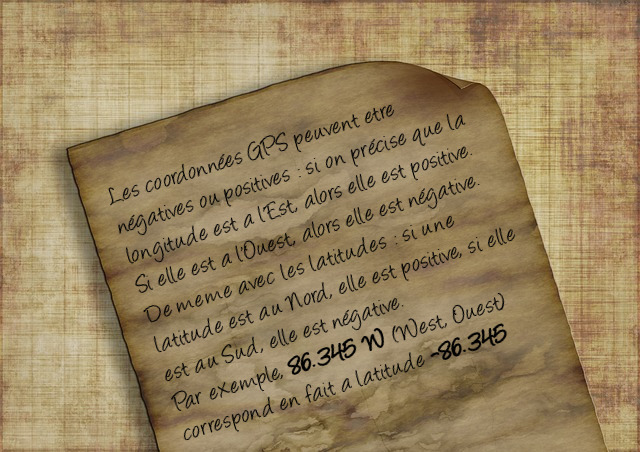 Les coordonnées GPS peuvent etre
négatives ou positives : si on précise que la
longitude est a l'Est, alors elle est positive.
Si elle est a l'Ouest, alors elle est négative.
De meme avec les latitudes : si une
latitude est au Nord, elle est positive, si elle
est au Sud, elle est négative.
Par exemple, 86.345 W (West, Ouest)
correspond en fait a latitude -86.345